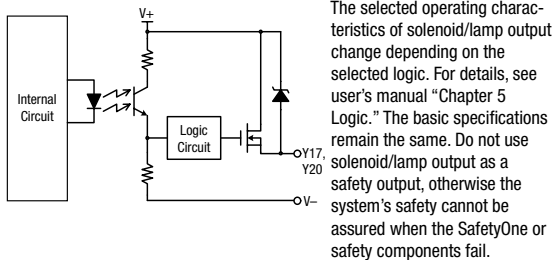 V+
Internal
Circuit
Logic
Circuit
Y17,
Y20
V–
The selected operating charac-
teristics of solenoid/lamp output
change depending on the
selected logic. For details, see
user's manual “Chapter 5
Logic.” The basic specifications
remain the same. Do not use
solenoid/lamp output as a
safety output, otherwise the
system's safety cannot be
assured when the SafetyOne or
safety components fail.